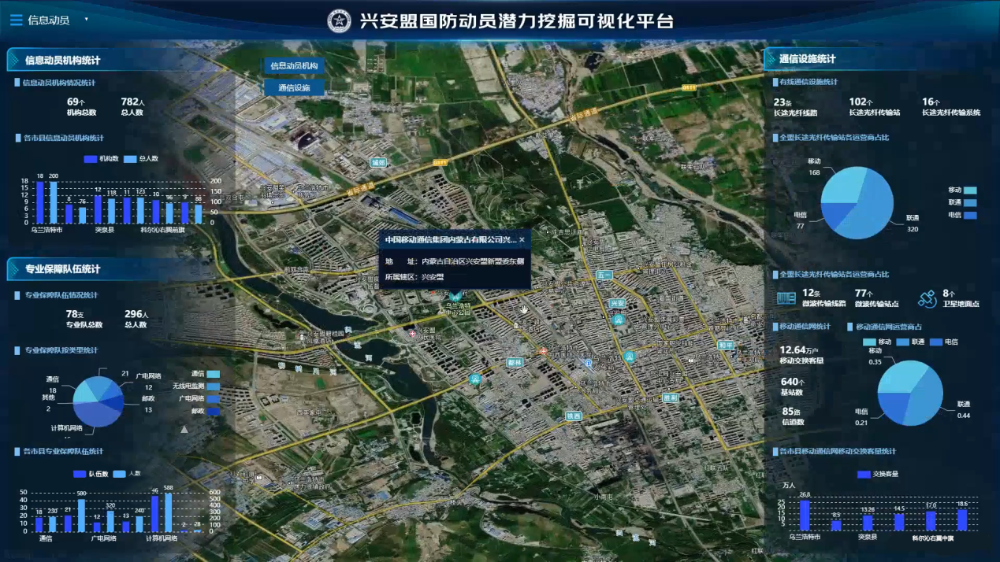 信息动员
兴安盟国防动员潜力挖掘可视化平台
信息动员机构统计
信息动员机构情况统计
69个
782人
机构总数
总人数
各市县信息动员机构统计
机构数
总人数
18
15
12
9
6
3
0
200
150
100
50
0
18
200
8
76
12
118
11
123
10
96
9
88
乌兰浩特市
突泉县
科尔沁右翼前旗
专业保障队伍统计
专业保障队伍情况统计
78支
296人
专业队总数
总人数
专业保障队按类型统计
通信
18
其他
2
计算机网络
21
广电网络
12
邮政
13
通信
无线电监测
广电网络
邮政
各市县专业保障队伍统计
队伍数
人数
50
40
30
20
10
0
600
500
400
300
200
100
0
18
230
21
500
12
320
13
240
46
588
2
28
通信
广电网络
计算机网络
信息动员机构
通信设施
中国移动通信集团内蒙古有限公司兴...
×
地 址：内蒙古自治区兴安盟新盟委东侧
所属辖区：兴安盟
G111
省际通道
G111
省际通道
城郊
五一
兴安
和平
都林
胜利
铁西
乌兰浩特
中心公园
通信设施统计
有线通信设施统计
23条
102个
16个
长途光纤线路
长途光纤传输站
长途光纤传输系统
全盟长途光纤传输站各运营商占比
移动
168
电信
77
联通
320
移动
联通
电信
全盟长途光纤传输站各运营商占比
12条
77个
8个
微波传输线路
微波传输站点
卫星地面点
移动通信网统计
移动通信网运营商占
12.64万户
移动交换容量
640个
基站数
85路
信道数
移动
联通
电信
移动
0.35
电信
0.21
联通
0.44
各市县移动通信网移动交换容量统计
交换容量
万人
25
20
15
10
5
26.8
8.5
13.26
14.5
17.0
18.6
乌兰浩特市
突泉县
科尔沁右翼中旗